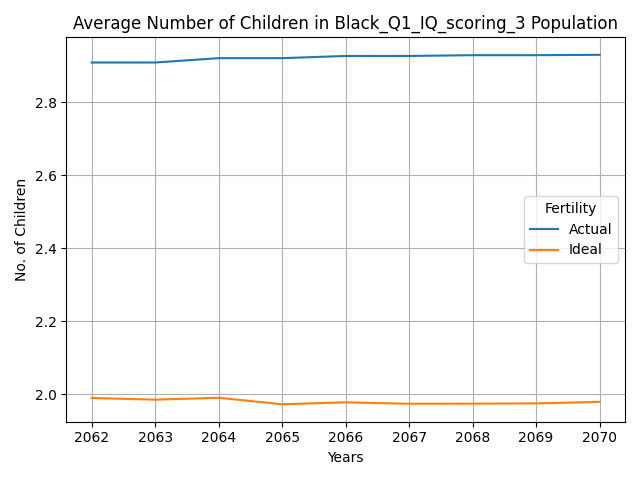 Average Number of Children in Black_Q1_IQ_scoring_3 Population
No. of Children
2.8
2.6
2.4
2.2
2.0
Fertility
Actual
Ideal
2062 2063 2064 2065 2066 2067 2068 2069 2070
Years